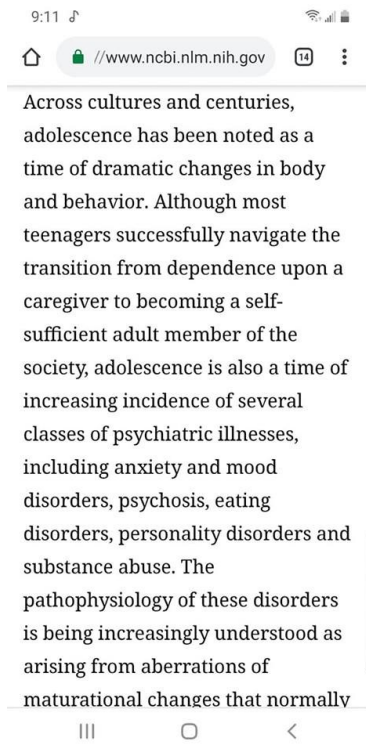 9:11
//www.ncbi.nlm.nih.gov
14
Across cultures and centuries,
adolescence has been noted as a
time of dramatic changes in body
and behavior. Although most
teenagers successfully navigate the
transition from dependence upon a
caregiver to becoming a self-
sufficient adult member of the
society, adolescence is also a time of
increasing incidence of several
classes of psychiatric illnesses,
including anxiety and mood
disorders, psychosis, eating
disorders, personality disorders and
substance abuse. The
pathophysiology of these disorders
is being increasingly understood as
arising from aberrations of
maturational changes that normally